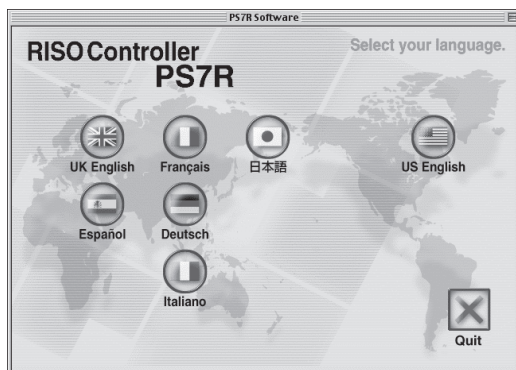 PS7R Software
RISO Controller
PS7R
Select your language.
UK English
Français
日本語
US English
Español
Deutsch
Italiano
Quit